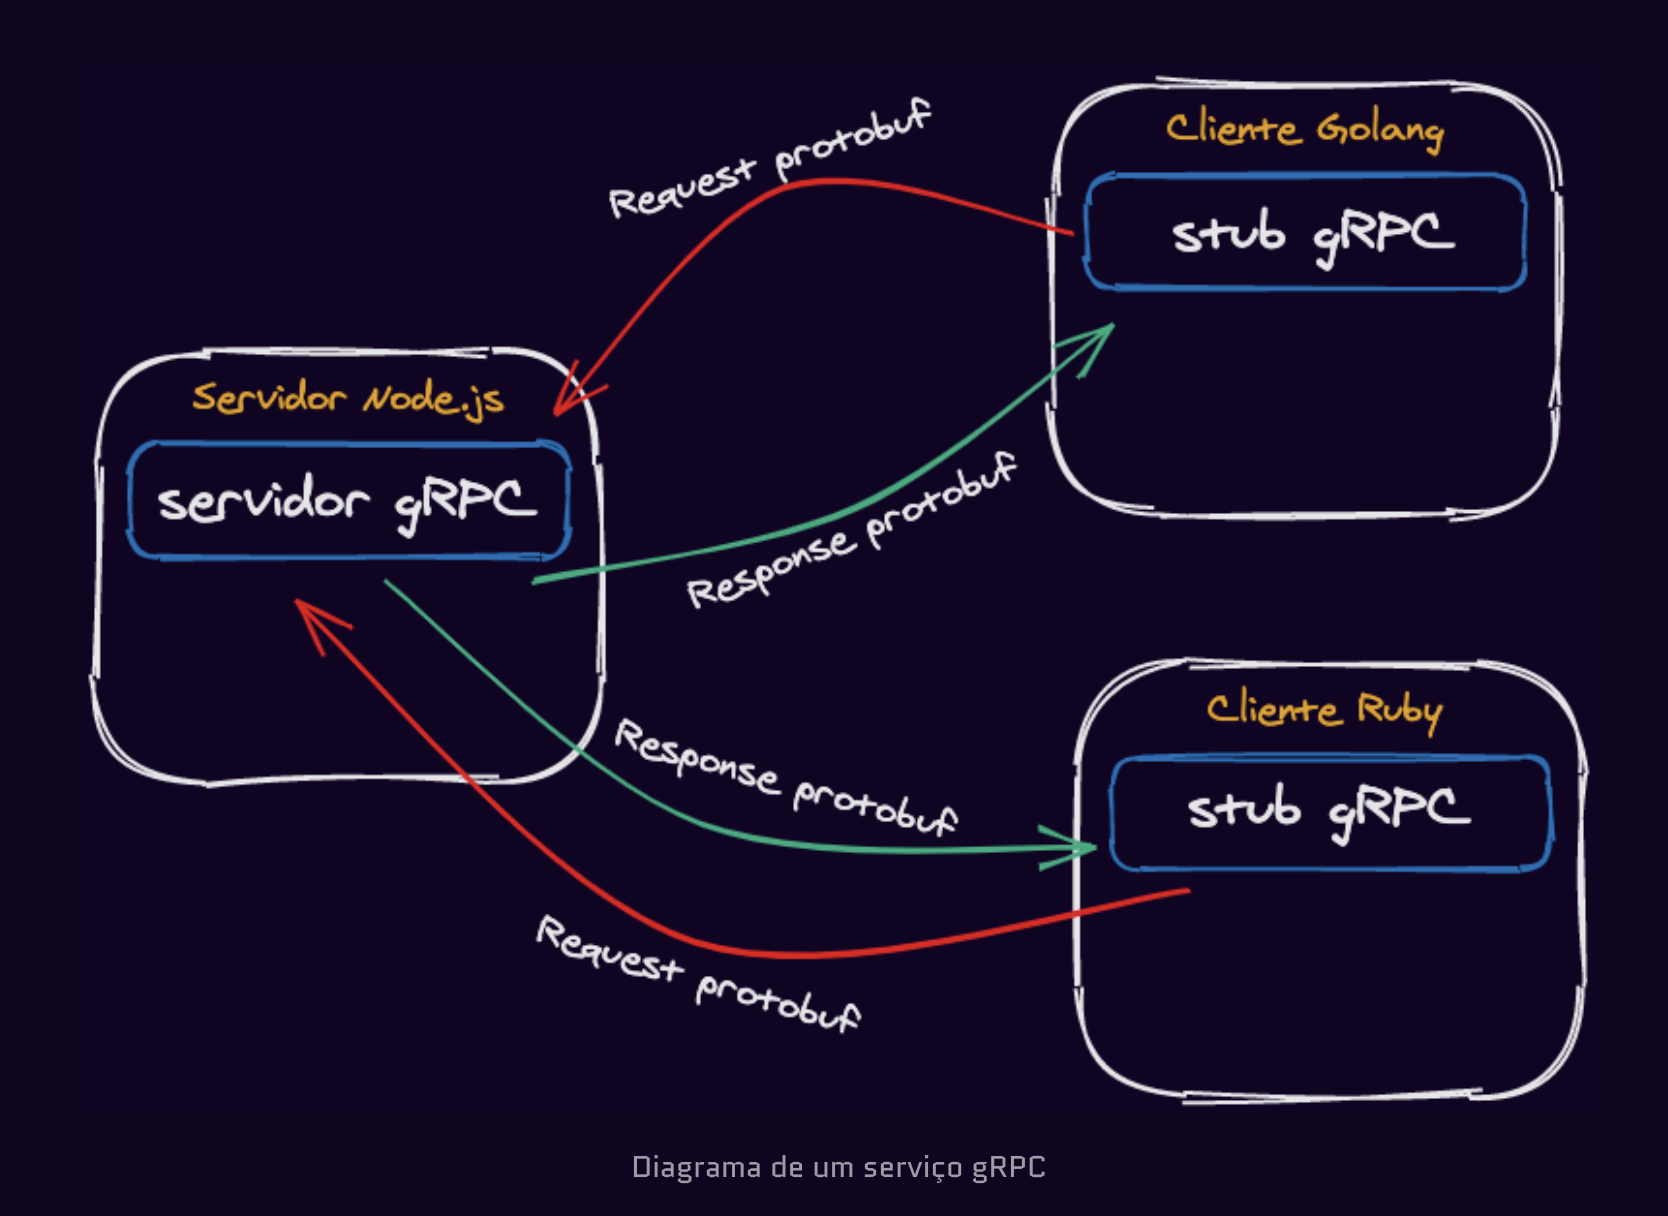 Cliente Golang
stub gRPC
Request protobuf
Servidor Node.js
servidor gRPC
Response protobuf
Cliente Ruby
stub gRPC
Response protobuf
Request protobuf
Diagrama de um serviço gRPC